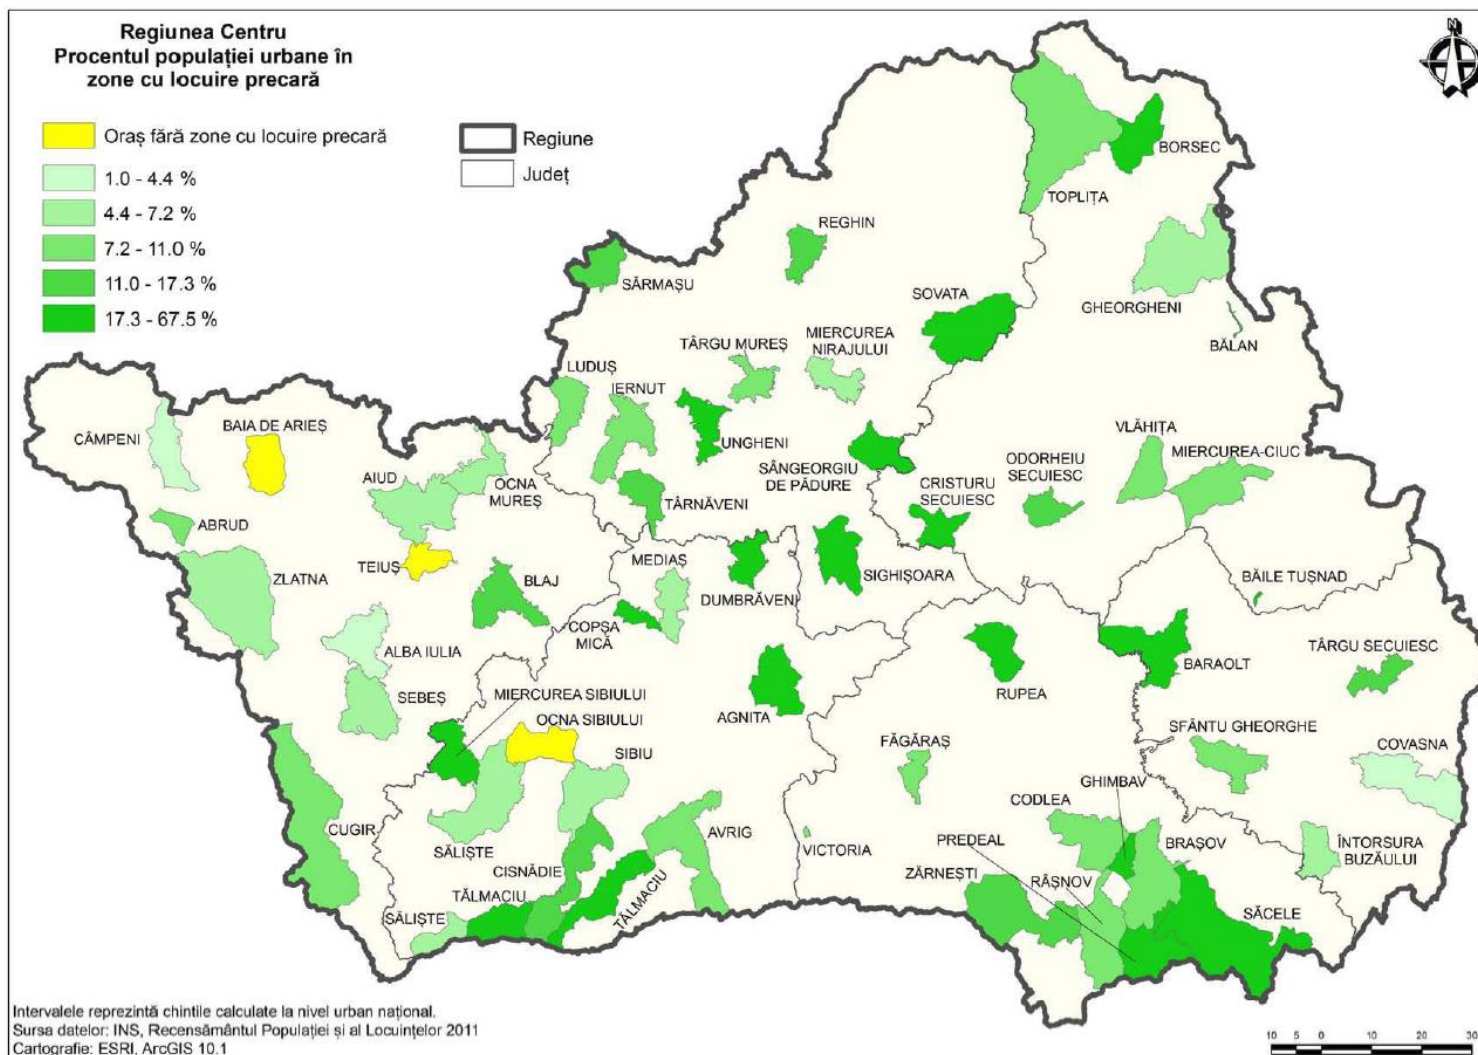 Regiunea Centru
Procentul populației urbane în
zone cu locuire precară
Oraș fără zone cu locuire precară
1.0 - 4.4 %
4.4 - 7.2 %
7.2 - 11.0 %
11.0 - 17.3 %
17.3 - 67.5 %
Regiune
Județ
N
BORSEC
TOPLIȚA
REGHIN
SĂRMAȘU
SOVATA
GHEORGHENI
BĂLAN
TÂRGU MUREȘ
MIERCUREA
NIRAJULUI
LUDUȘ
IERNUT
UNGHENI
CÂMPENI
BAIA DE ARIEȘ
AIUD
OCNA
MUREȘ
SÂNGEORGIU
DE PĂDURE
VLĂHIȚA
MIERCUREA-CIUC
ODORHEIU
SECUIESC
CRISTURU
SECUIESC
TÂRNĂVENI
ABRUD
TEIUȘ
ZLATNA
BLAJ
MEDIAȘ
DUMBRĂVENI
SIGHIȘOARA
BĂILE TUȘNAD
COPȘA
MICĂ
ALBA IULIA
BARAOLT
TÂRGU SECUIESC
SEBEȘ
MIERCUREA SIBIULUI
RUPEA
AGNITA
OCNA SIBIULUI
SIBIU
SFÂNTU GHEORGHE
FĂGĂRAȘ
COVASNA
GHIMBAV
CODLEA
CUGIR
AVRIG
PREDEAL
BRAȘOV
ÎNTORSURA
BUZĂULUI
SĂLIȘTE
VICTORIA
CISNĂDIE
ZĂRNEȘTI
RÂȘNOV
TĂLMACIU
TĂLMACIU
SĂLIȘTE
SĂCELE
Intervalele reprezintă chintile calculate la nivel urban național.
Sursa datelor: INS, Recensământul Populației și al Locuințelor 2011
Cartografie: ESRI, ArcGIS 10.1
10 5 0 10 20 30